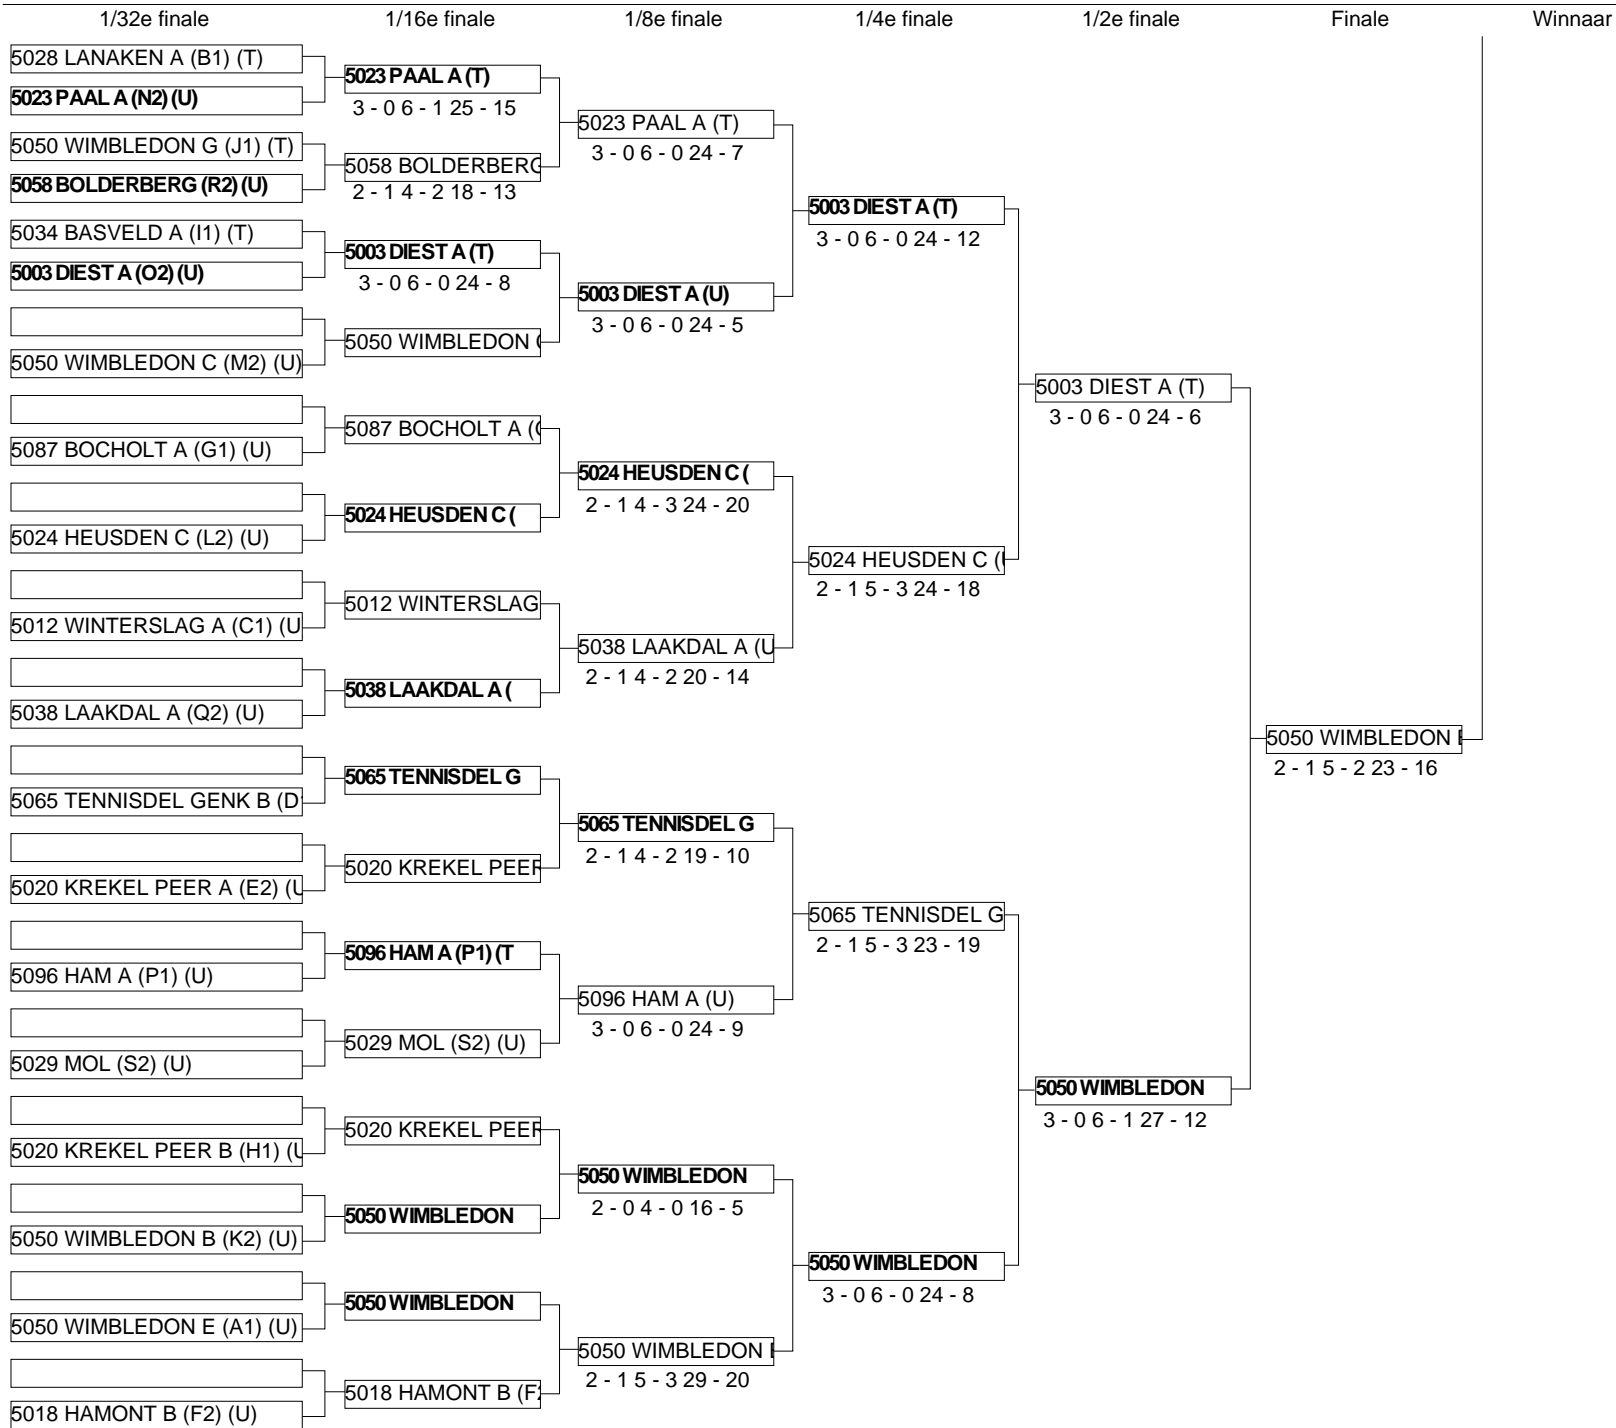 1/32e finale 1/16e finale 1/8e finale 1/4e finale 1/2e finale Finale Winnaar
5028 LANAKEN A (B1) (T)
5023 PAAL A (N2) (U)
5050 WIMBLEDON G (J1) (T)
5058 BOLDERBERG (R2) (U)
5034 BASVELD A (I1) (T)
5003 DIEST A (O2) (U)
5050 WIMBLEDON C (M2) (U)
5087 BOCHOLT A (G1) (U)
5024 HEUSDEN C (L2) (U)
5012 WINTERSLAG A (C1) (U
5038 LAAKDAL A (Q2) (U)
5065 TENNISDEL GENK B (D
5020 KREKEL PEER A (E2) (U
5096 HAM A (P1) (U)
5029 MOL (S2) (U)
5020 KREKEL PEER B (H1) (U
5050 WIMBLEDON B (K2) (U)
5050 WIMBLEDON E (A1) (U)
5018 HAMONT B (F2) (U)
5023 PAAL A (T)
3 - 0 6 - 1 25 - 15
5058 BOLDERBERG
2 - 1 4 - 2 18 - 13
5003 DIEST A (T)
3 - 0 6 - 0 24 - 8
5050 WIMBLEDON
5087 BOCHOLT A (
5024 HEUSDEN C (
5012 WINTERSLAG
5038 LAAKDAL A (
5065 TENNISDEL G
5020 KREKEL PEER
5096 HAM A (P1) (T
5029 MOL (S2) (U)
5020 KREKEL PEER
5050 WIMBLEDON
5050 WIMBLEDON
5018 HAMONT B (F2
5023 PAAL A (T)
3 - 0 6 - 0 24 - 7
5003 DIEST A (U)
3 - 0 6 - 0 24 - 5
5024 HEUSDEN C (
2 - 1 4 - 3 24 - 20
5038 LAAKDAL A (U
2 - 1 4 - 2 20 - 14
5065 TENNISDEL G
2 - 1 4 - 2 19 - 10
5096 HAM A (U)
3 - 0 6 - 0 24 - 9
5050 WIMBLEDON
2 - 0 4 - 0 16 - 5
5050 WIMBLEDON E
2 - 1 5 - 3 29 - 20
5003 DIEST A (T)
3 - 0 6 - 0 24 - 12
5024 HEUSDEN C (
2 - 1 5 - 3 24 - 18
5065 TENNISDEL G
2 - 1 5 - 3 23 - 19
5050 WIMBLEDON
3 - 0 6 - 0 24 - 8
5003 DIEST A (T)
3 - 0 6 - 0 24 - 6
5050 WIMBLEDON
3 - 0 6 - 1 27 - 12
5050 WIMBLEDON E
2 - 1 5 - 2 23 - 16